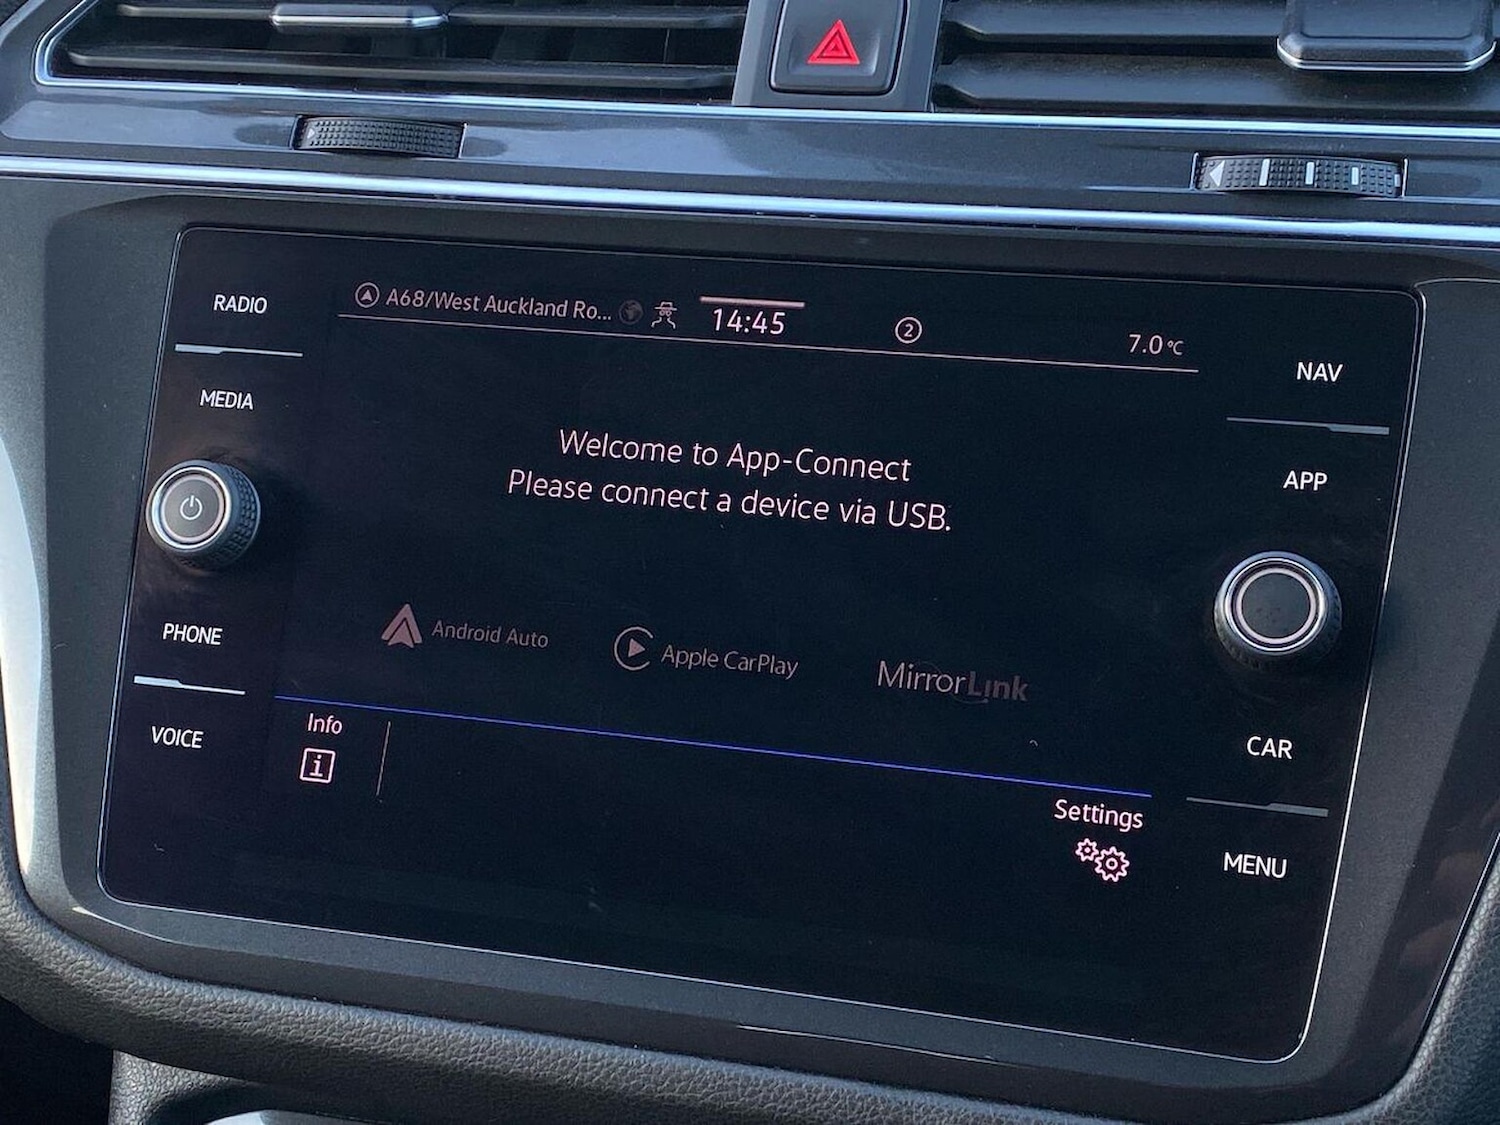 RADIO
A68/West Auckland Ro...
14:45
2
7.0°C
NAV
MEDIA
Welcome to App-Connect
Please connect a device via USB.
APP
PHONE
Android Auto
Apple CarPlay
MirrorLink
VOICE
Info
i
CAR
Settings
MENU